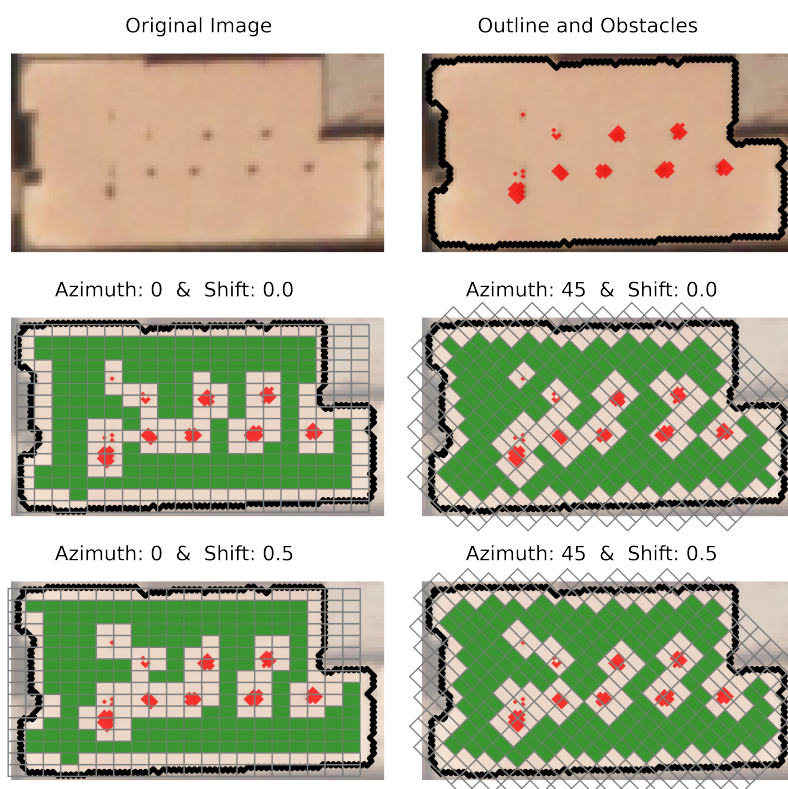 Original Image
Outline and Obstacles
Azimuth: 0 & Shift: 0.0
Azimuth: 45 & Shift: 0.0
Azimuth: 0 & Shift: 0.5
Azimuth: 45 & Shift: 0.5